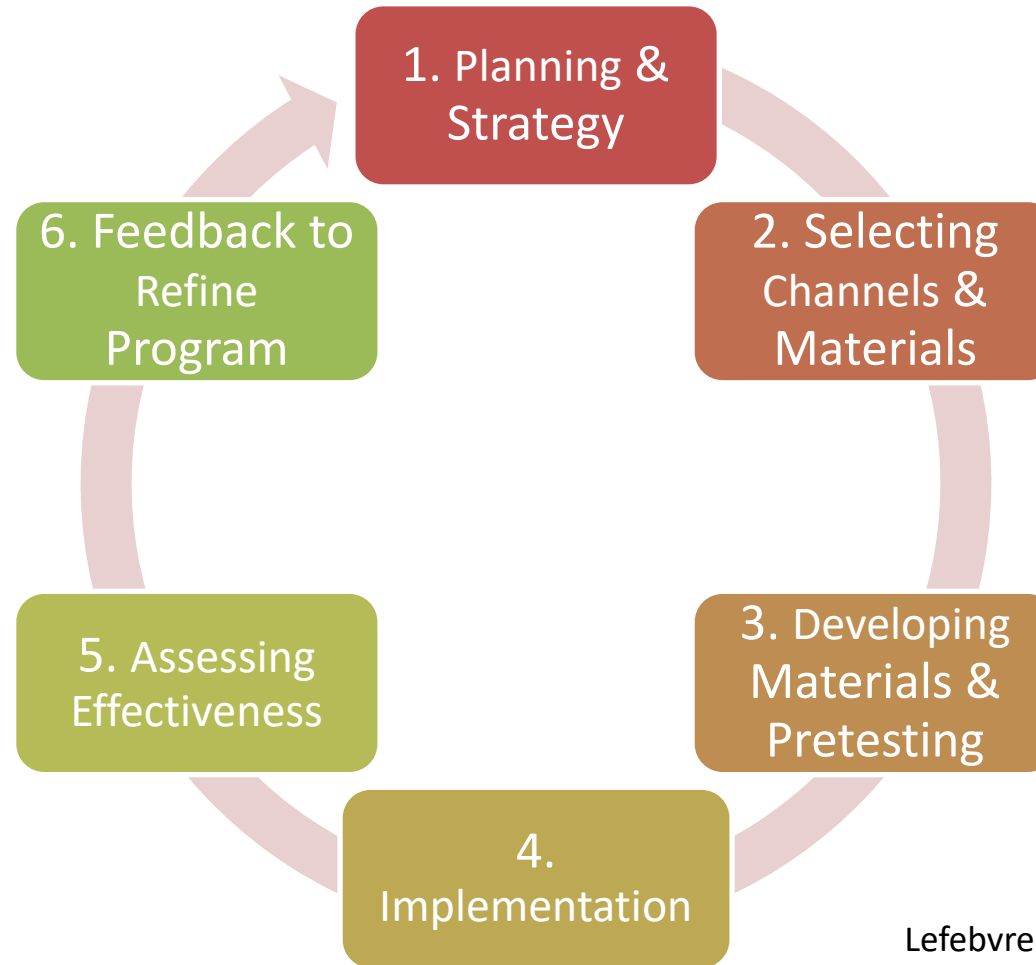 1. Planning &
Strategy
2. Selecting
Channels &
Materials
3. Developing
Materials &
Pretesting
4.
Implementation
5. Assessing
Effectiveness
6. Feedback to
Refine
Program
Lefebvre